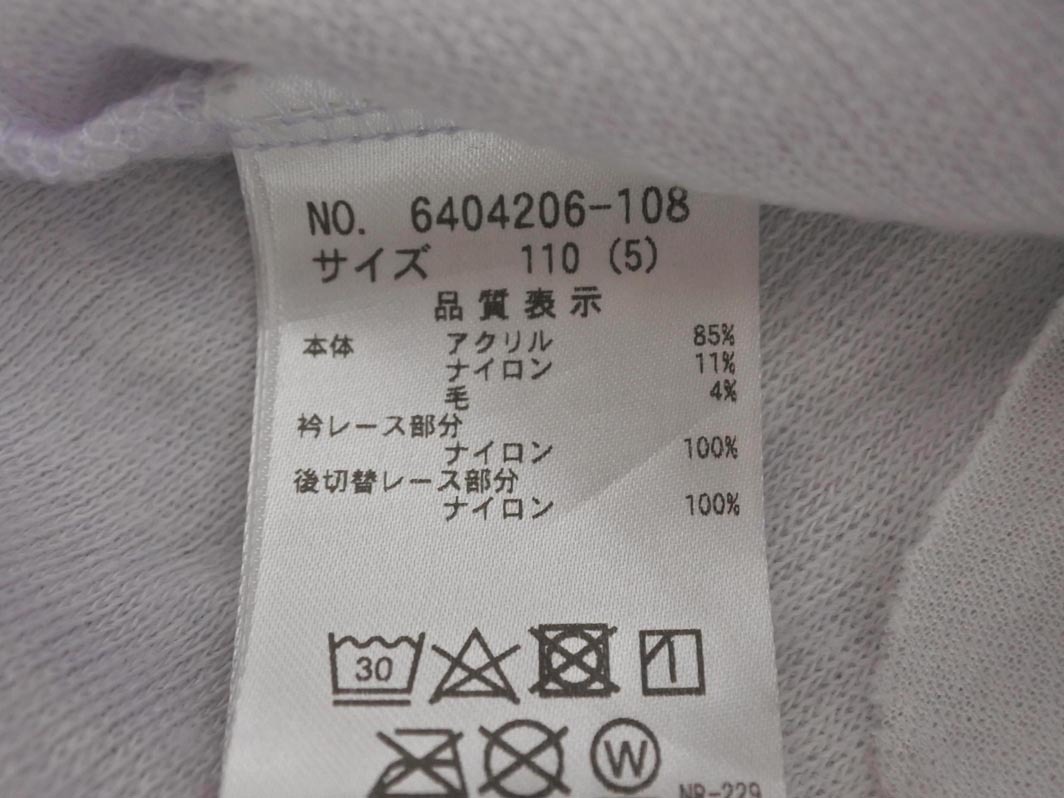 NO. 6404206-108
サイズ 110 (5)
品質表示
本体 アクリル 85%
ナイロン 11%
毛 4%
衿レース部分
ナイロン 100%
後切替レース部分
ナイロン 100%
30
W
NB-229